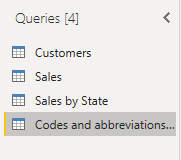 Queries [4]
Customers
Sales
Sales by State
Codes and abbreviations...